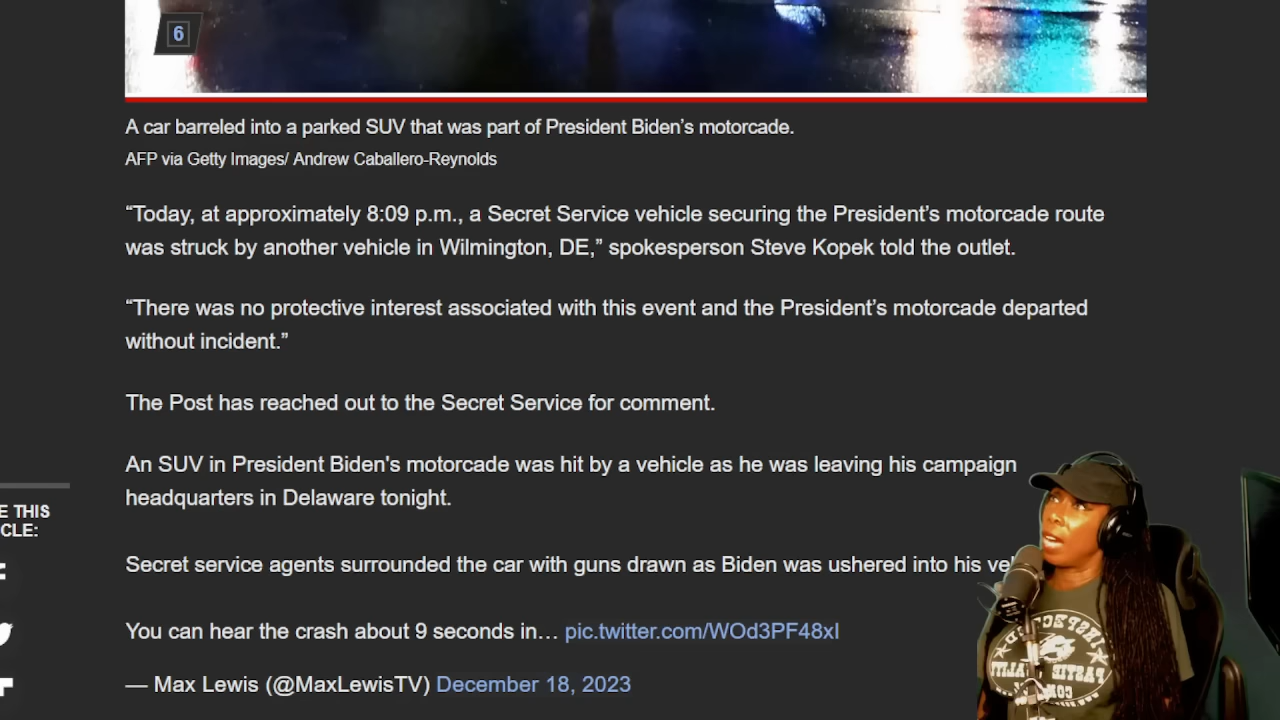 6
A car barreled into a parked SUV that was part of President Biden's motorcade.
AFP via Getty Images/ Andrew Caballero-Reynolds
“Today, at approximately 8:09 p.m., a Secret Service vehicle securing the President’s motorcade route
was struck by another vehicle in Wilmington, DE,” spokesperson Steve Kopek told the outlet.
“There was no protective interest associated with this event and the President’s motorcade departed
without incident.”
The Post has reached out to the Secret Service for comment.
An SUV in President Biden's motorcade was hit by a vehicle as he was leaving his campaign
headquarters in Delaware tonight.
E THIS
CLE:
Secret service agents surrounded the car with guns drawn as Biden was ushered into his
You can hear the crash about 9 seconds in… pic.twitter.com/WOd3PF48xI
— Max Lewis (@MaxLewisTV) December 18, 2023